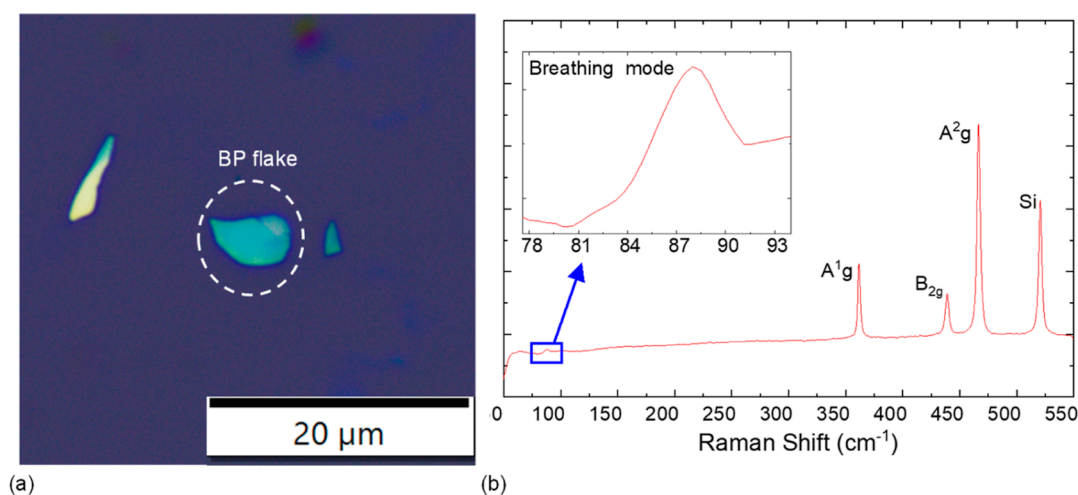 BP flake
20 μm
(a)
Breathing mode
78 81 84 87 90 93
A¹g
B₂g
A²g
Si
50 100 150 200 250 300 350 400 450 500 550
Raman Shift (cm⁻¹)
(b)